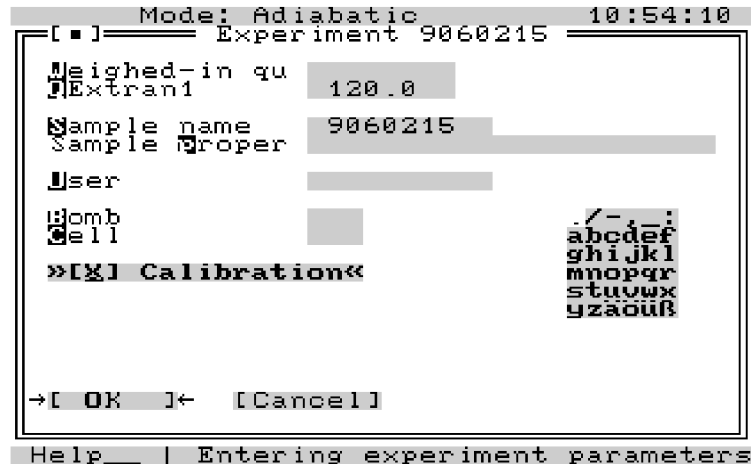 Mode: Adiabatic 10:54:10
[■] Experiment 9060215
Weighed-in qu
QExtran1 120.0
Sample name 9060215
Sample Proper
User
Bomb
Cell
»[X] Calibration«
./-,_:
abcdef
ghijkl
mnopqr
stuvwx
yzäöüß
→[ OK ]← [Cancel]
Help__ | Entering experiment parameters